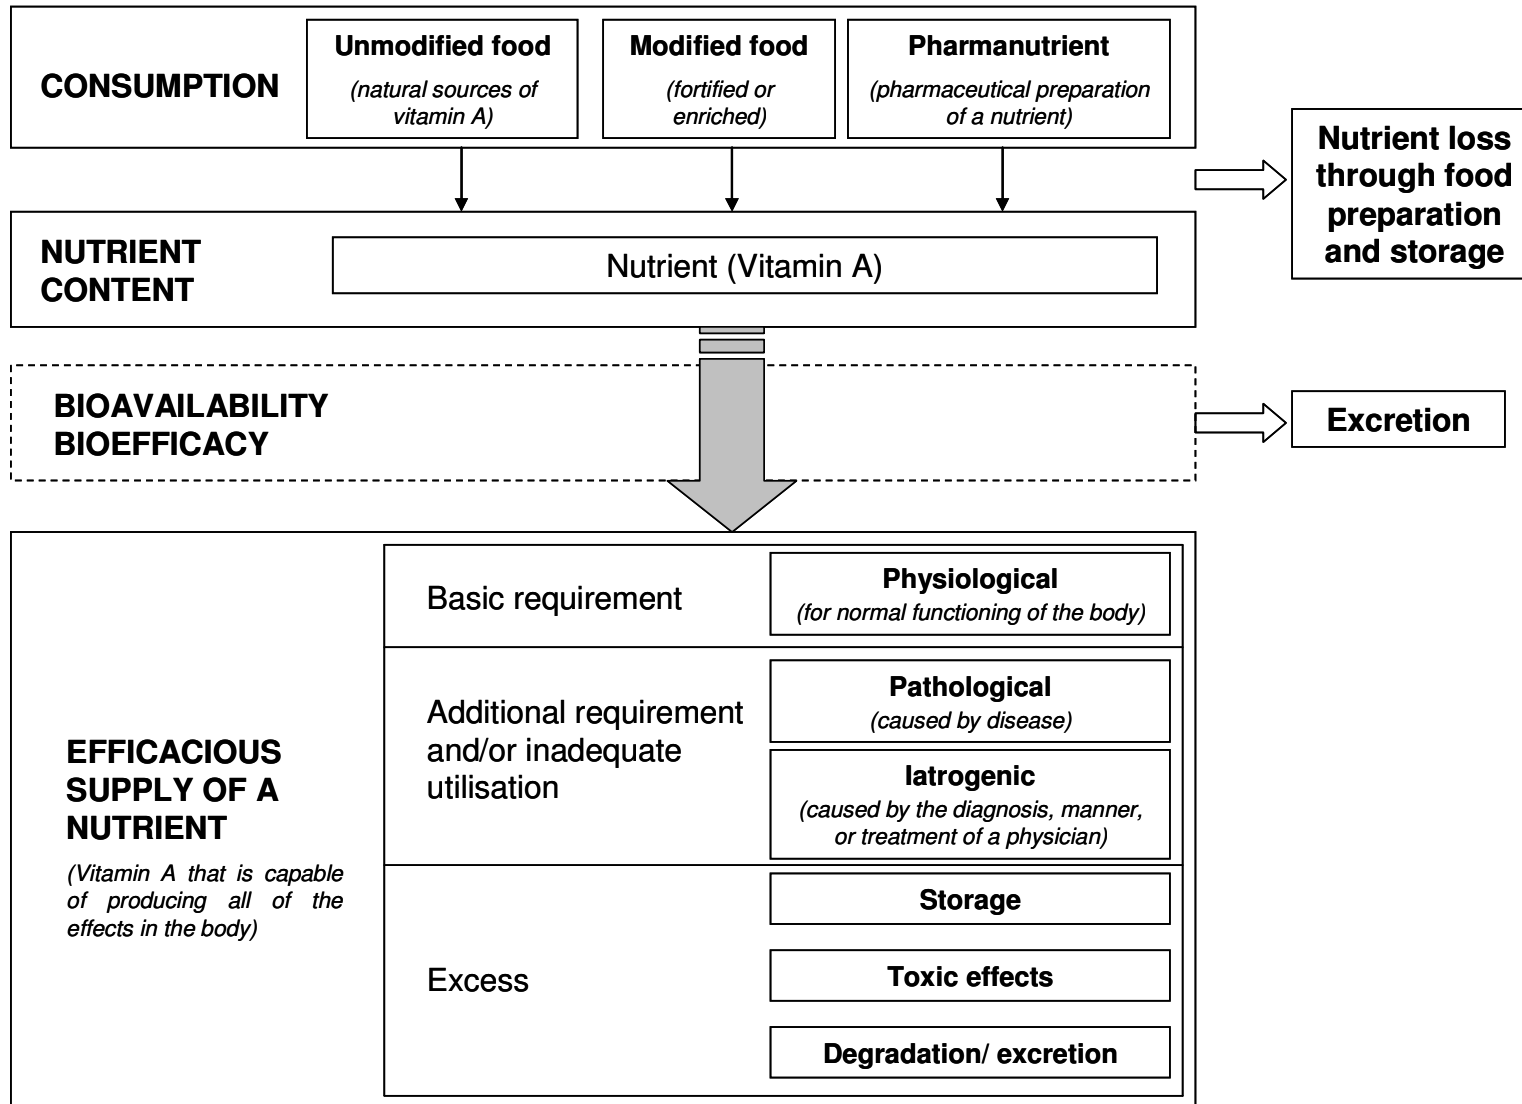 CONSUMPTION
Unmodified food
(natural sources of
vitamin A)
Modified food
(fortified or
enriched)
Pharmanutrient
(pharmaceutical preparation
of a nutrient)
Nutrient loss
through food
preparation
and storage
NUTRIENT
CONTENT
Nutrient (Vitamin A)
BIOAVAILABILITY
BIOEFFICACY
Excretion
EFFICACIOUS
SUPPLY OF A
NUTRIENT
(Vitamin A that is capable
of producing all of the
effects in the body)
Basic requirement
Physiological
(for normal functioning of the body)
Additional requirement
and/or inadequate
utilisation
Pathological
(caused by disease)
Iatrogenic
(caused by the diagnosis, manner,
or treatment of a physician)
Excess
Storage
Toxic effects
Degradation/ excretion